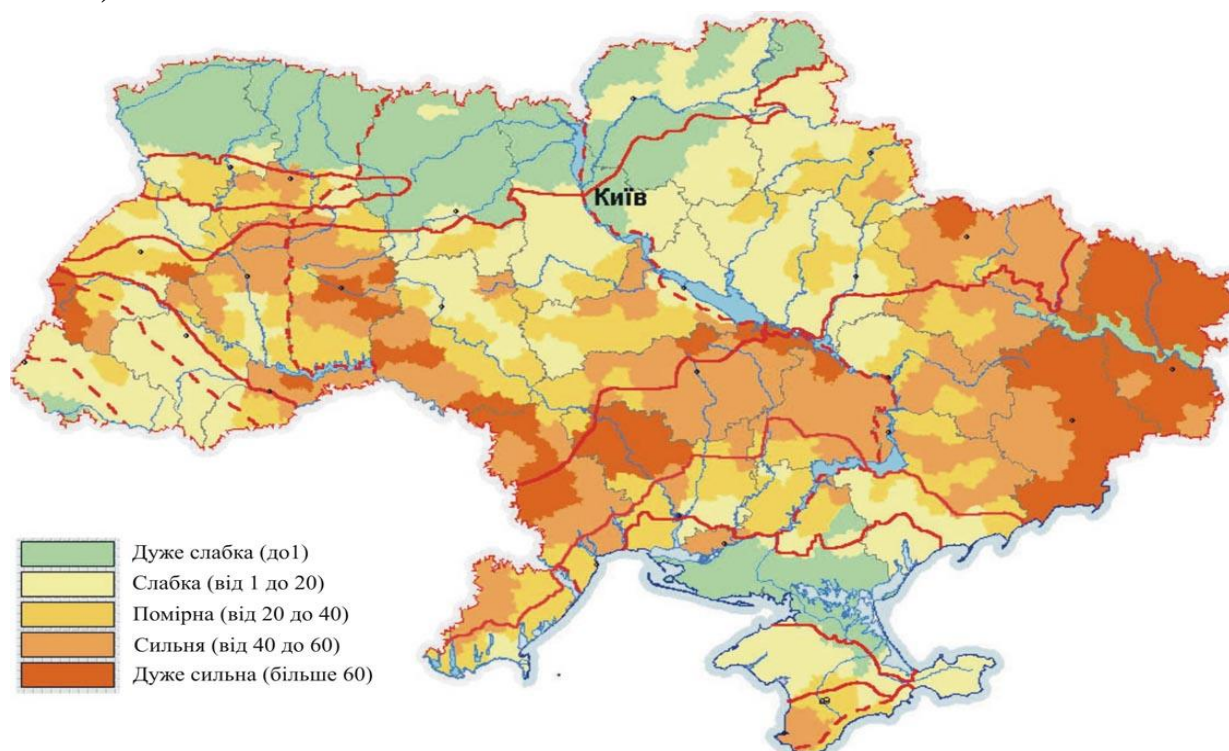 Київ
Дуже слабка (до1)
Слабка (від 1 до 20)
Помірна (від 20 до 40)
Сильня (від 40 до 60)
Дуже сильна (більше 60)